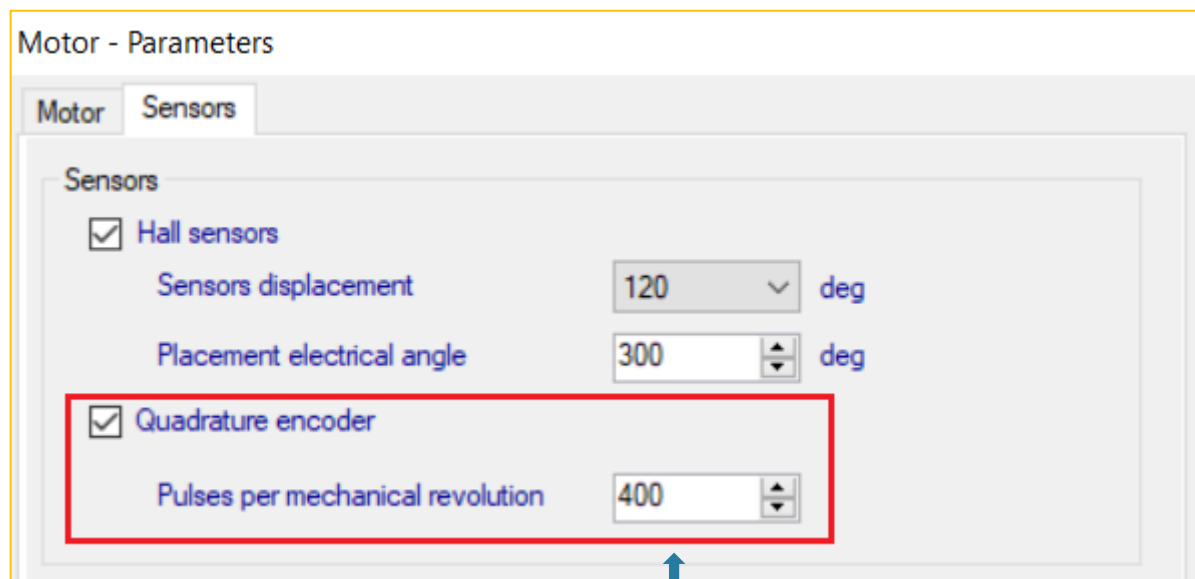 Motor - Parameters
Motor Sensors
Sensors
Hall sensors
Sensors displacement 120 deg
Placement electrical angle 300 deg
Quadrature encoder
Pulses per mechanical revolution 400